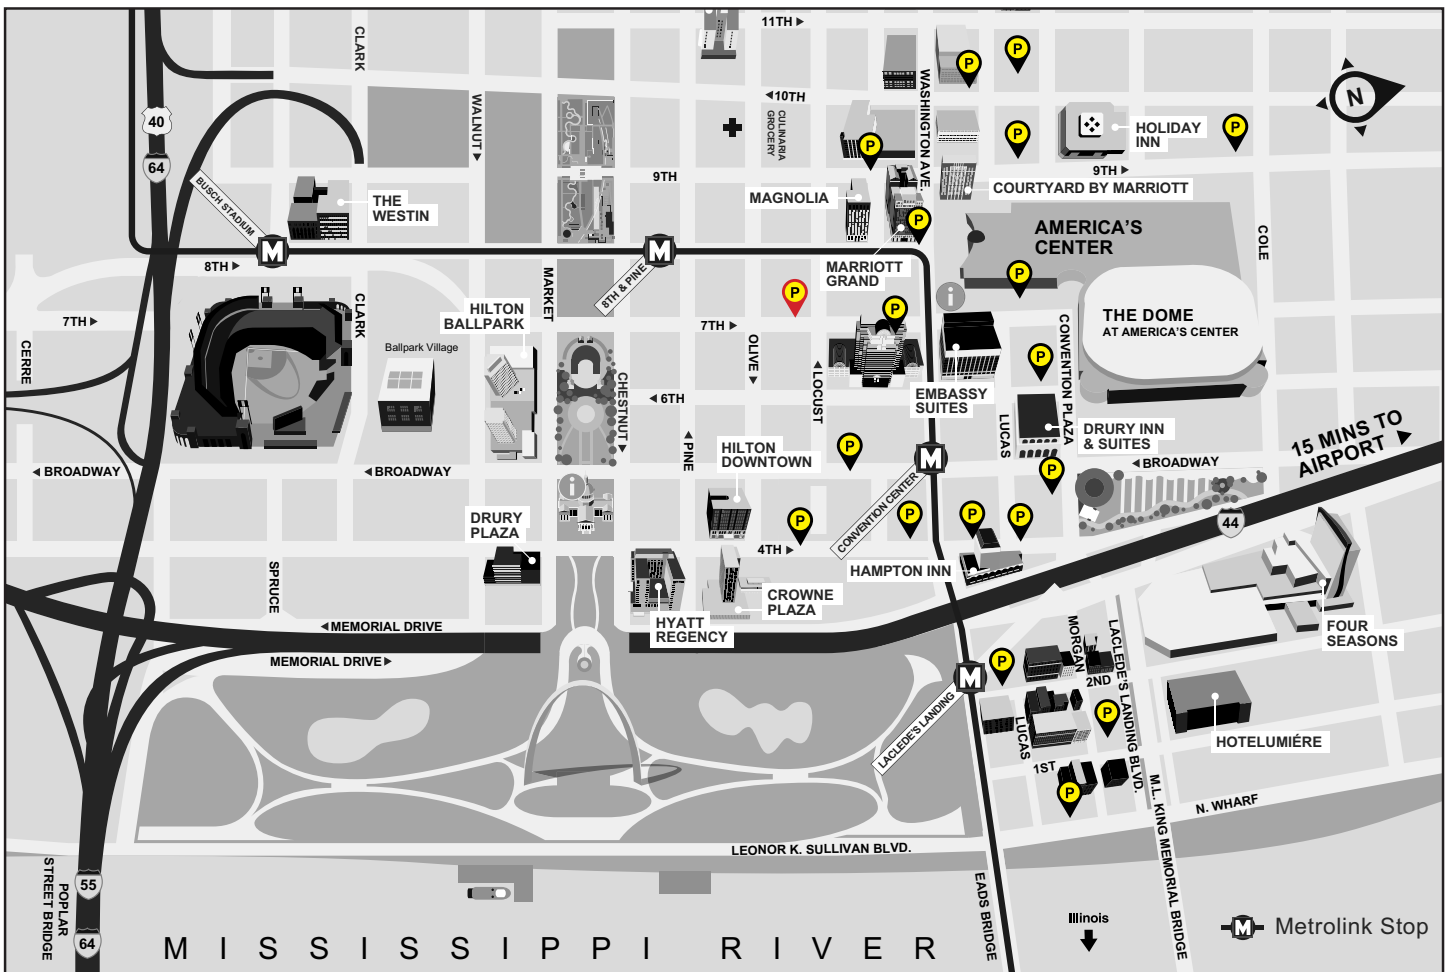 11TH
CLARK
WASHINGTON AVE.
P
P
N
WALNUT
10TH
40
CULINARIA
GROCERY
P
P
P
HOLIDAY
INN
64
BUSCH STADIUM
THE
WESTIN
9TH
9TH
MAGNOLIA
COURTYARD BY MARRIOTT
P
AMERICA'S
CENTER
COLE
M
M
8TH
8TH & PINE
MARKET
MARRIOTT
GRAND
P
P
i
P
CERRE
7TH
CLARK
HILTON
BALLPARK
Ballpark Village
7TH
OLIVE
CONVENTION PLAZA
THE DOME
AT AMERICA'S CENTER
P
CHESTNUT
6TH
LOCUST
EMBASSY
SUITES
LUCAS
DRURY INN
& SUITES
15 MINS TO
AIRPORT
PINE
HILTON
DOWNTOWN
P
M
BROADWAY
BROADWAY
BROADWAY
P
i
CONVENTION CENTER
44
DRURY
PLAZA
P
P
P
P
4TH
HAMPTON INN
SPRUCE
CROWNE
PLAZA
HYATT
REGENCY
FOUR
SEASONS
MEMORIAL DRIVE
MEMORIAL DRIVE
MORGAN
LACLEDE'S LANDING BLVD.
P
M
2ND
LACLEDE'S LANDING
LUCAS
P
HOTELUMIÉRE
1ST
P
M.L. KING MEMORIAL BRIDGE
N. WHARF
LEONOR K. SULLIVAN BLVD.
55
POPLAR
STREET BRIDGE
EADS BRIDGE
64
MISSISSIPPI RIVER
Illinois
M Metrolink Stop